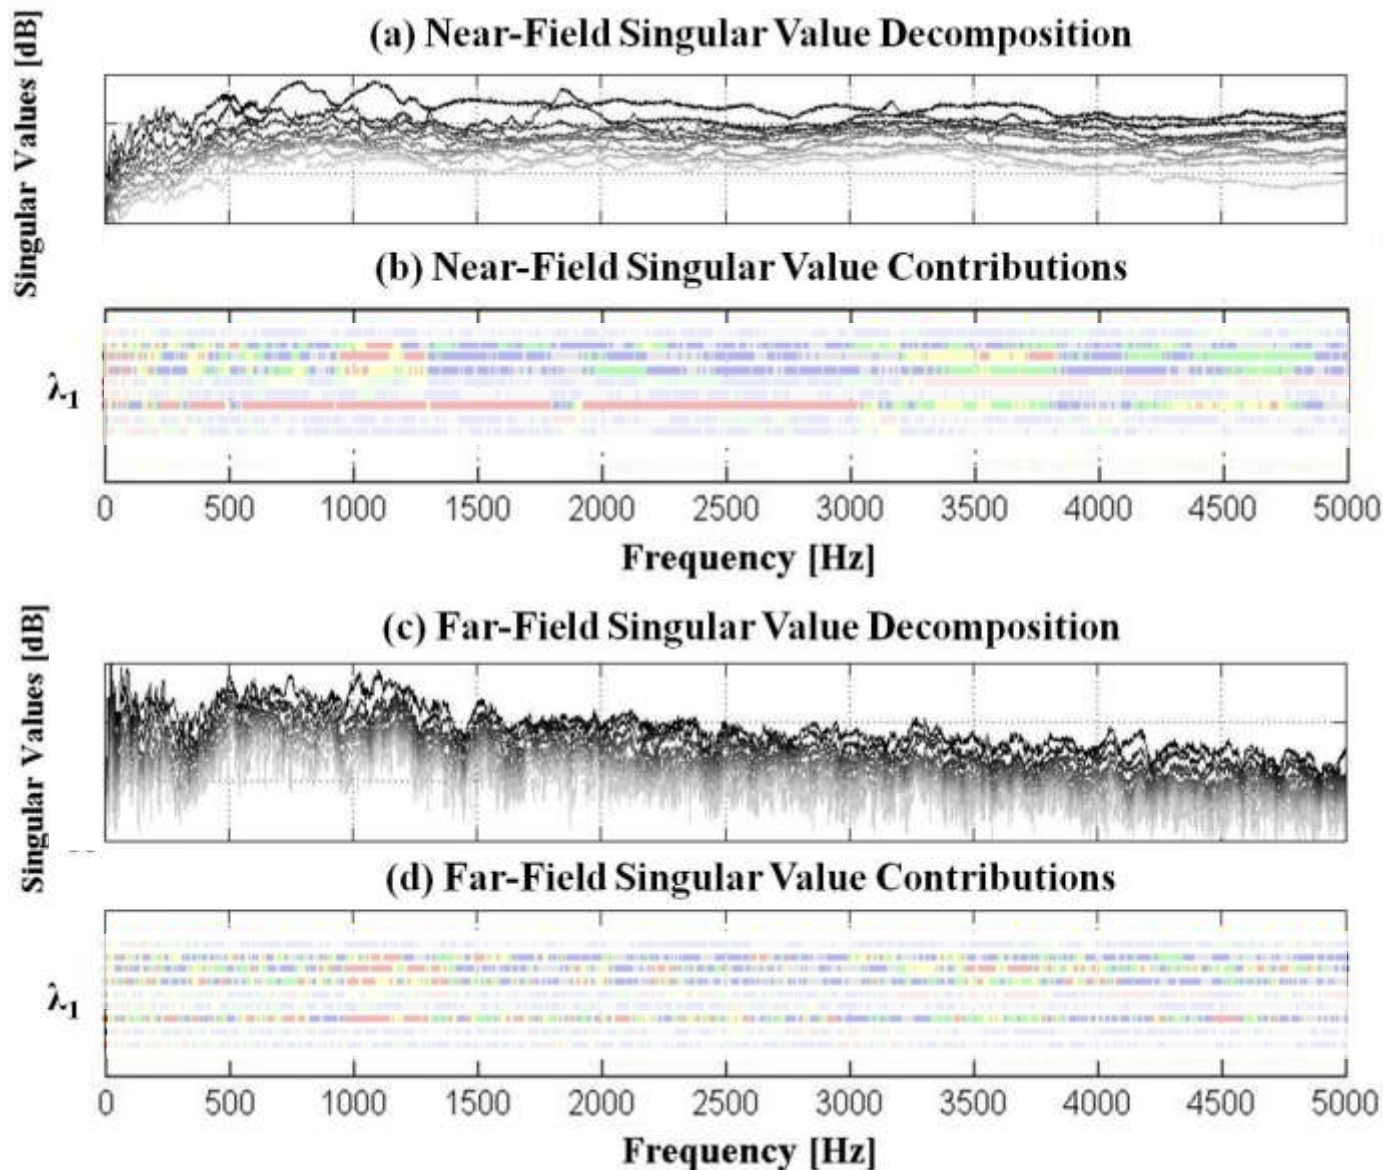 (a) Near-Field Singular Value Decomposition
Singular Values [dB]
(b) Near-Field Singular Value Contributions
λ1
0 500 1000 1500 2000 2500 3000 3500 4000 4500 5000
Frequency [Hz]
(c) Far-Field Singular Value Decomposition
Singular Values [dB]
(d) Far-Field Singular Value Contributions
λ1
0 500 1000 1500 2000 2500 3000 3500 4000 4500 5000
Frequency [Hz]